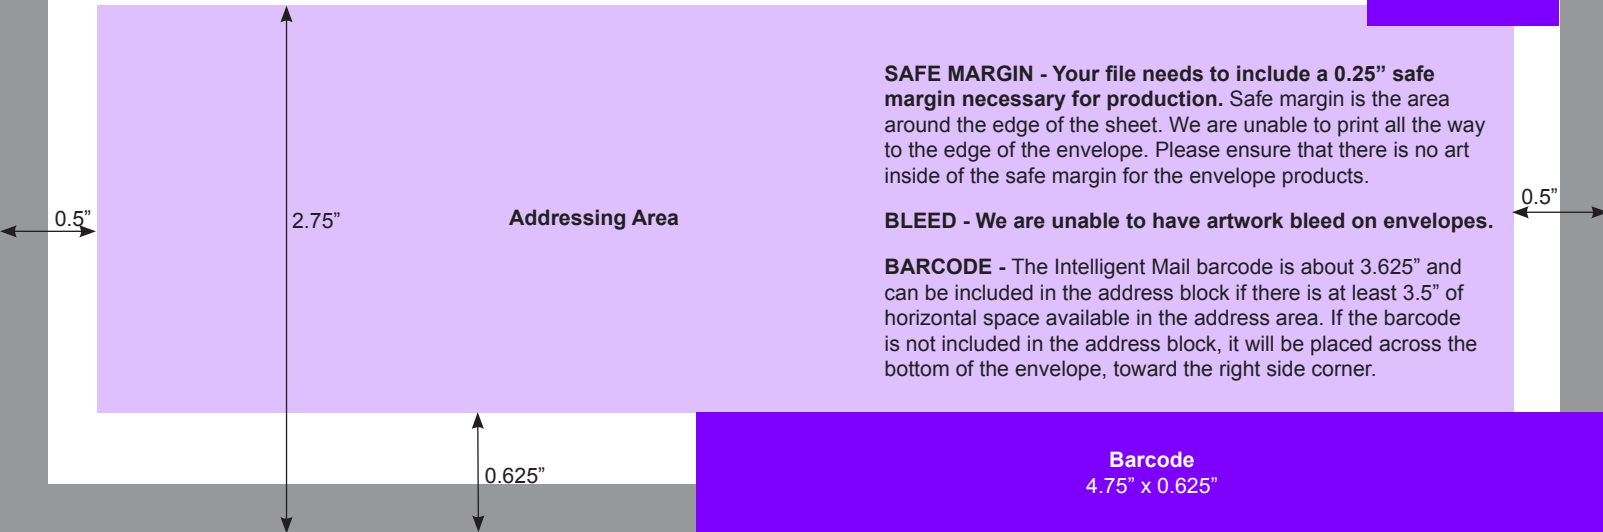 SAFE MARGIN - Your file needs to include a 0.25” safe
margin necessary for production. Safe margin is the area
around the edge of the sheet. We are unable to print all the way
to the edge of the envelope. Please ensure that there is no art
inside of the safe margin for the envelope products.
0.5”
0.5”
2.75”
Addressing Area
BLEED - We are unable to have artwork bleed on envelopes.
BARCODE - The Intelligent Mail barcode is about 3.625” and
can be included in the address block if there is at least 3.5” of
horizontal space available in the address area. If the barcode
is not included in the address block, it will be placed across the
bottom of the envelope, toward the right side corner.
0.625”
Barcode
4.75” x 0.625”